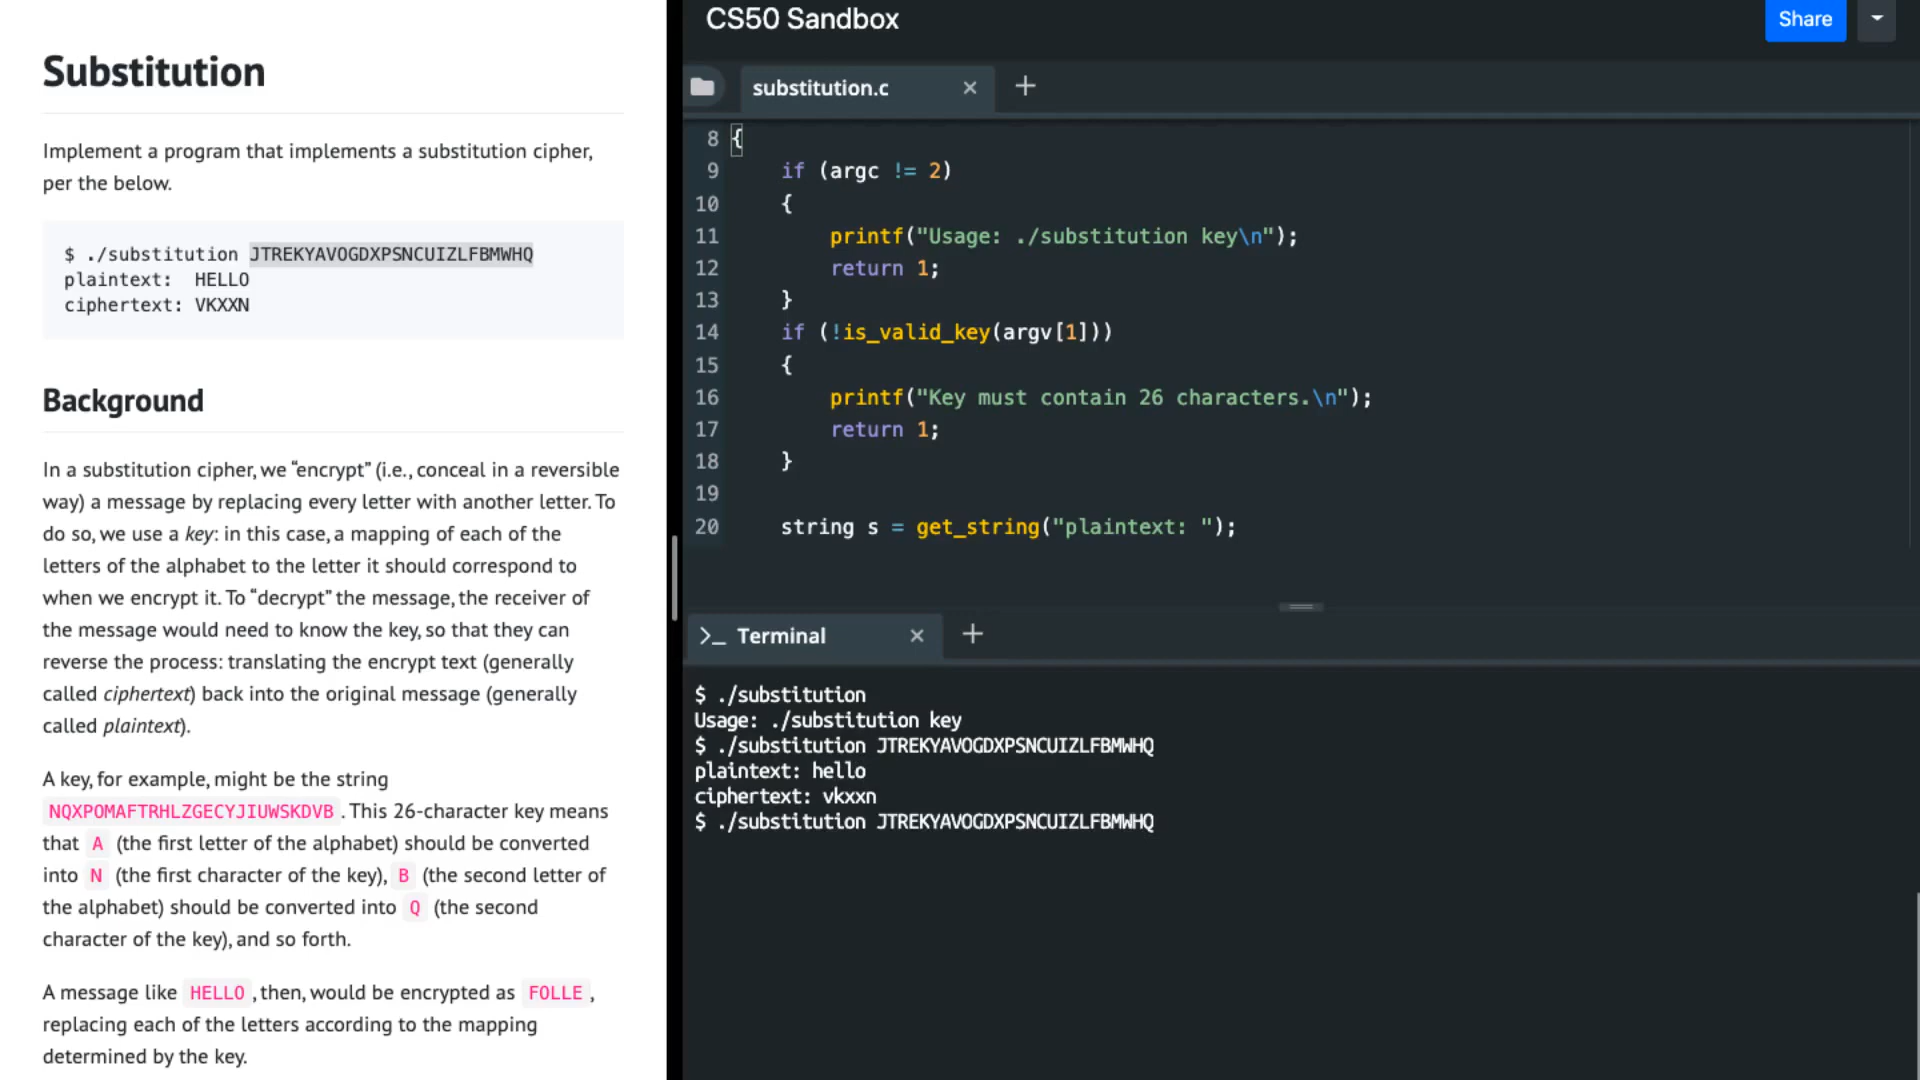 Substitution
Implement a program that implements a substitution cipher,
per the below.
$ ./substitution JTREKYAVOGDXPSNCUIZLFBMWHQ
plaintext:  HELLO
ciphertext: VKXXN
Background
In a substitution cipher, we “encrypt” (i.e., conceal in a reversible
way) a message by replacing every letter with another letter. To
do so, we use a key: in this case, a mapping of each of the
letters of the alphabet to the letter it should correspond to
when we encrypt it. To “decrypt” the message, the receiver of
the message would need to know the key, so that they can
reverse the process: translating the encrypt text (generally
called ciphertext) back into the original message (generally
called plaintext).
A key, for example, might be the string
NQXPOMAFTRHLZGECYJIUWSKDVB. This 26-character key means
that A (the first letter of the alphabet) should be converted
into N (the first character of the key), B (the second letter of
the alphabet) should be converted into Q (the second
character of the key), and so forth.
A message like HELLO, then, would be encrypted as FOLLE,
replacing each of the letters according to the mapping
determined by the key.
CS50 Sandbox
Share
substitution.c × +
8 {
9     if (argc != 2)
10     {
11         printf("Usage: ./substitution key\n");
12         return 1;
13     }
14     if (!is_valid_key(argv[1]))
15     {
16         printf("Key must contain 26 characters.\n");
17         return 1;
18     }
19
20     string s = get_string("plaintext: ");
>_ Terminal × +
$ ./substitution
Usage: ./substitution key
$ ./substitution JTREKYAVOGDXPSNCUIZLFBMWHQ
plaintext: hello
ciphertext: vkxxn
$ ./substitution JTREKYAVOGDXPSNCUIZLFBMWHQ